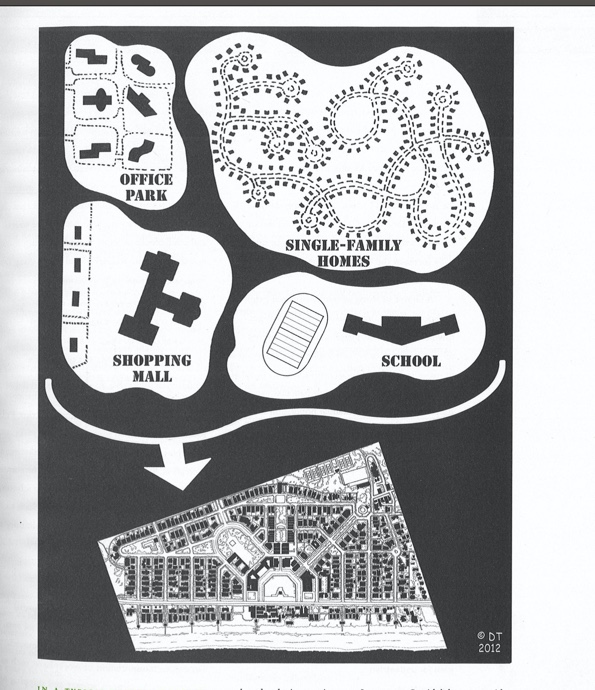 OFFICE
PARK
SINGLE-FAMILY
HOMES
SHOPPING
MALL
SCHOOL
© DT
2012